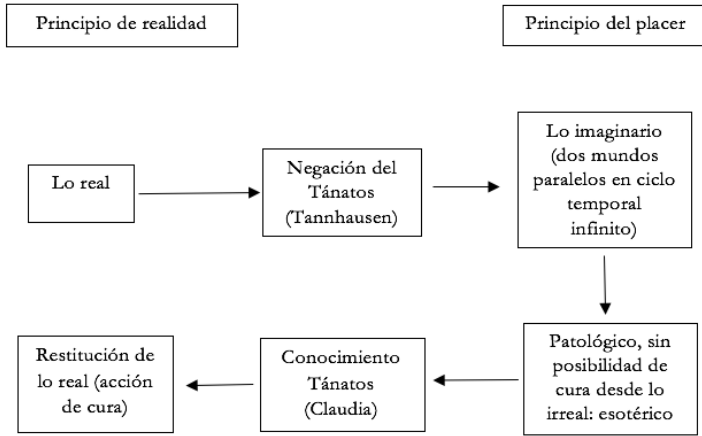 Principio de realidad
Principio del placer
Lo real
Negación del
Tánatos
(Tannhausen)
Lo imaginario
(dos mundos
paralelos en ciclo
temporal
infinito)
Restitución de
lo real (acción
de cura)
Conocimiento
Tánatos
(Claudia)
Patológico, sin
posibilidad de
cura desde lo
irreal: esotérico